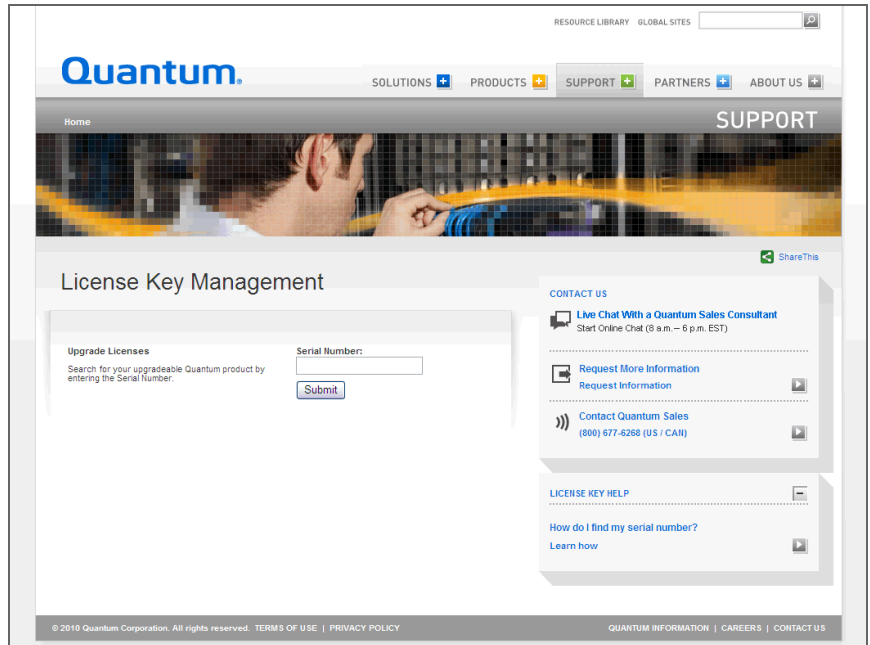 RESOURCE LIBRARY GLOBAL SITES
Quantum®
SOLUTIONS PRODUCTS SUPPORT PARTNERS ABOUT US
Home
SUPPORT
ShareThis
License Key Management
Upgrade Licenses
Search for your upgradeable Quantum product by
entering the Serial Number.
Serial Number:
Submit
CONTACT US
Live Chat With a Quantum Sales Consultant
Start Online Chat (8 a.m.– 6 p.m. EST)
Request More Information
Request Information
Contact Quantum Sales
(800) 677-6268 (US / CAN)
LICENSE KEY HELP
How do I find my serial number?
Learn how
© 2010 Quantum Corporation. All rights reserved. TERMS OF USE | PRIVACY POLICY
QUANTUM INFORMATION | CAREERS | CONTACT US